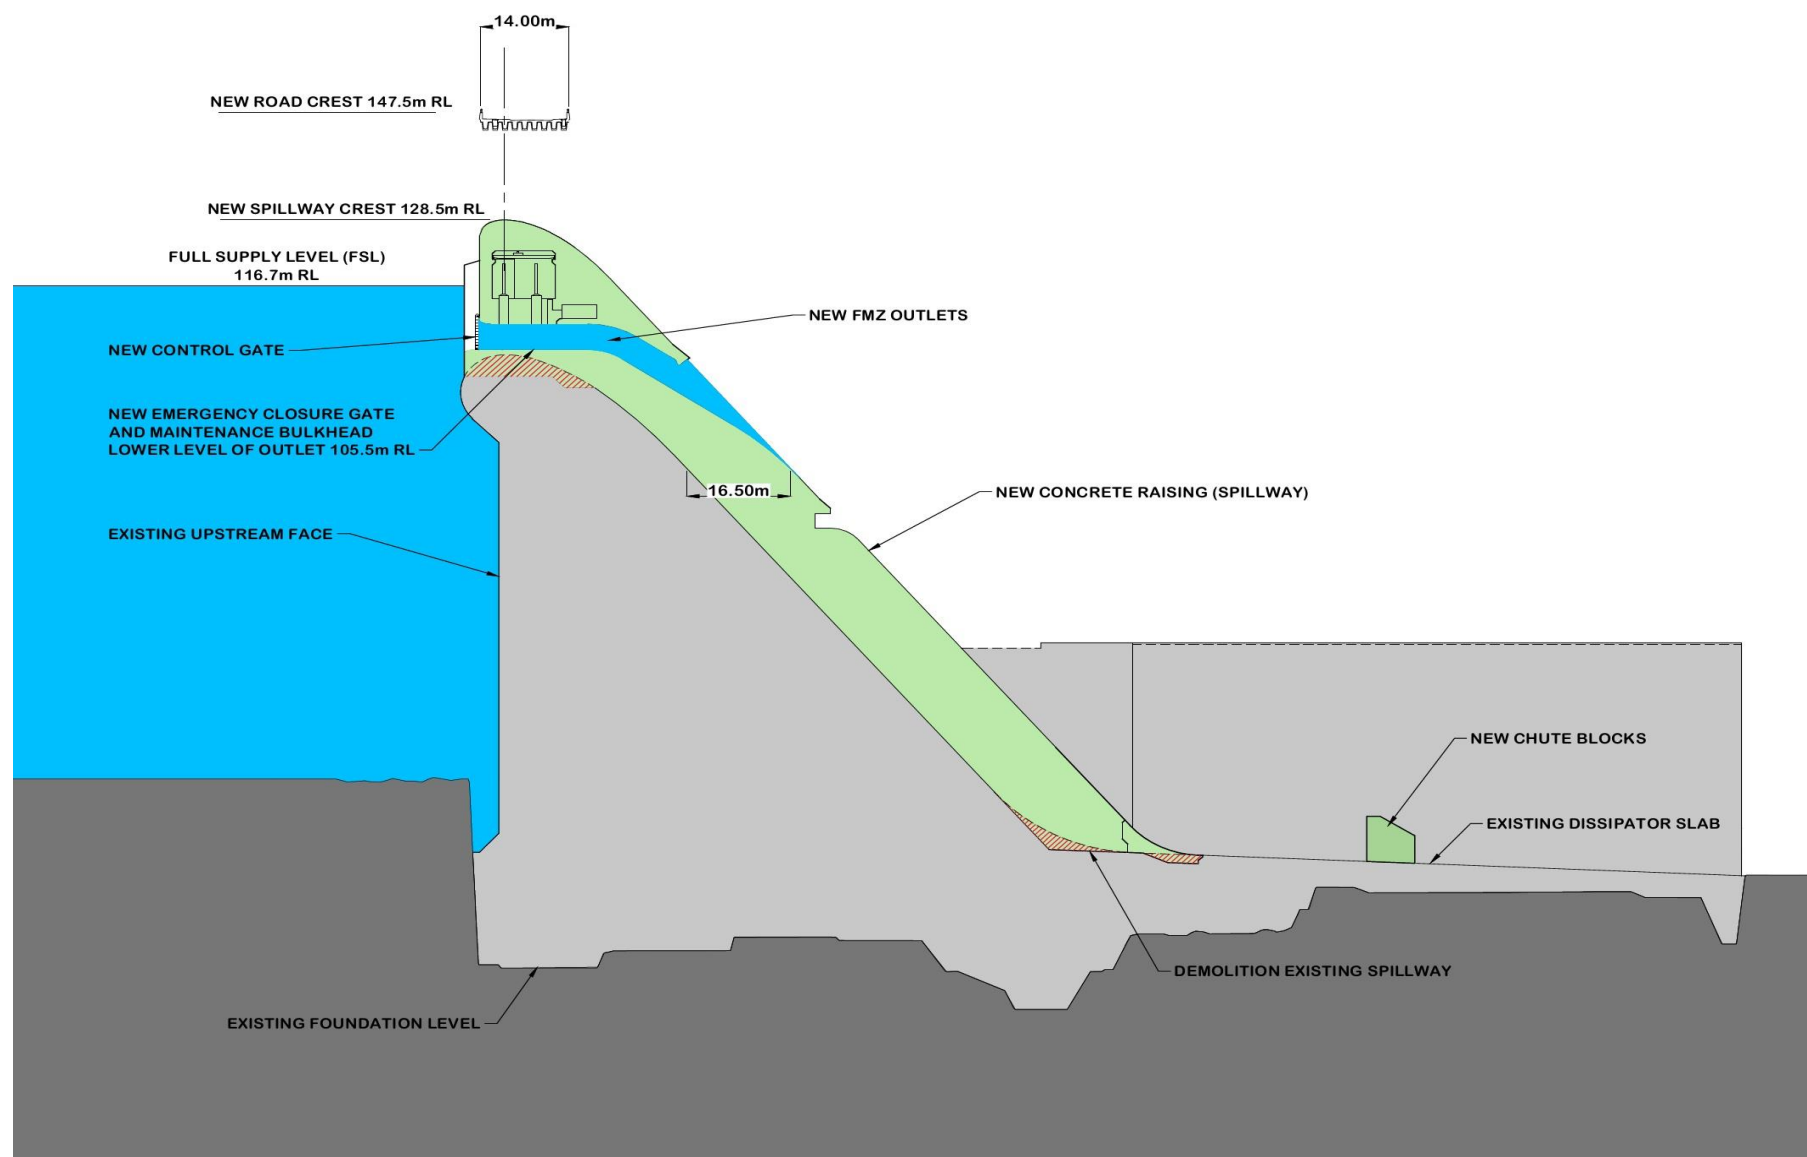 14.00m
NEW ROAD CREST 147.5m RL
NEW SPILLWAY CREST 128.5m RL
FULL SUPPLY LEVEL (FSL)
116.7m RL
NEW FMZ OUTLETS
NEW CONTROL GATE
NEW EMERGENCY CLOSURE GATE
AND MAINTENANCE BULKHEAD
LOWER LEVEL OF OUTLET 105.5m RL
16.50m
NEW CONCRETE RAISING (SPILLWAY)
EXISTING UPSTREAM FACE
NEW CHUTE BLOCKS
EXISTING DISSIPATOR SLAB
DEMOLITION EXISTING SPILLWAY
EXISTING FOUNDATION LEVEL